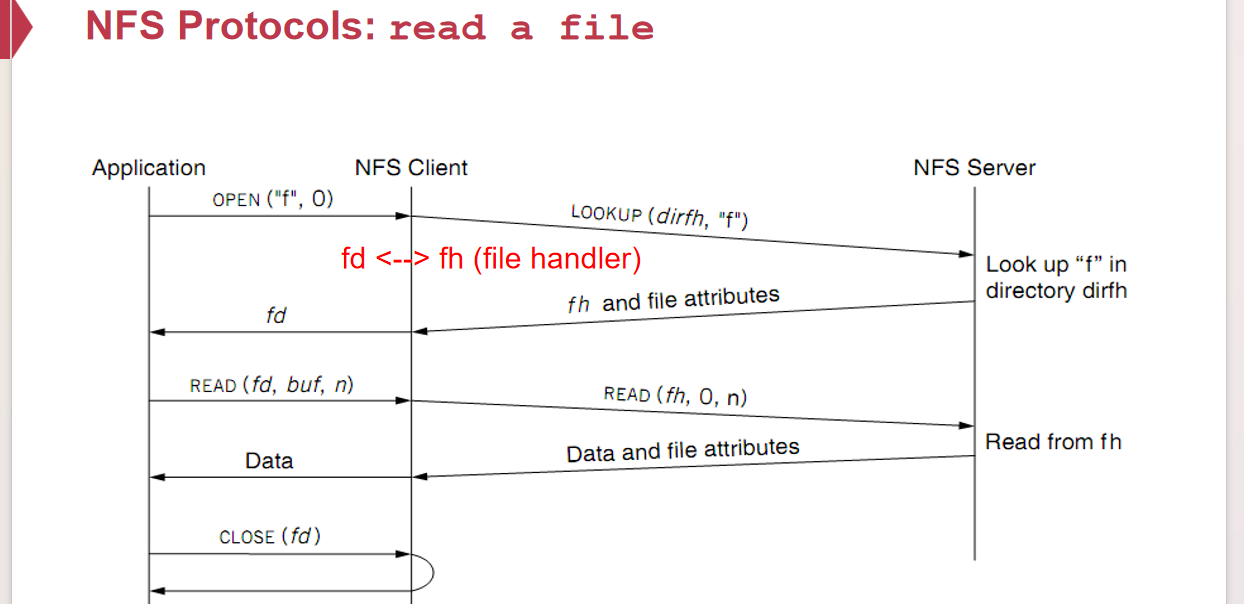 NFS Protocols: read a file
Application
NFS Client
NFS Server
OPEN ("f", 0)
LOOKUP (dirfh, "f")
fd <--> fh (file handler)
Look up “f” in
directory dirfh
fh and file attributes
fd
READ (fd, buf, n)
READ (fh, 0, n)
Read from fh
Data and file attributes
Data
CLOSE (fd)